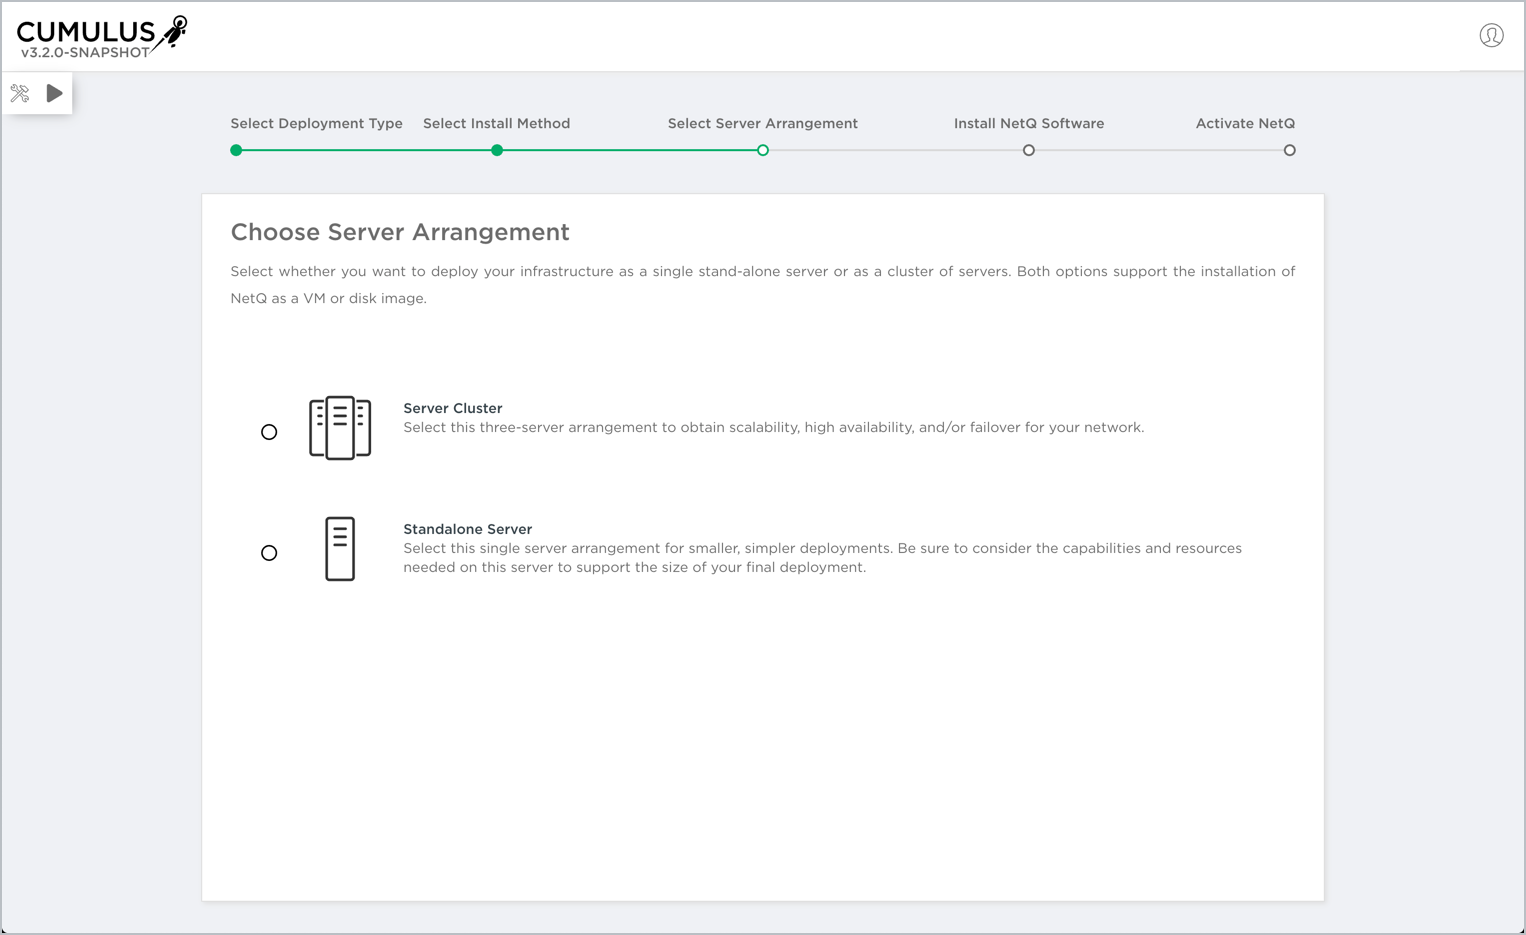 CUMULUS
v3.2.0-SNAPSHOT
Select Deployment Type
Select Install Method
Select Server Arrangement
Install NetQ Software
Activate NetQ
Choose Server Arrangement
Select whether you want to deploy your infrastructure as a single stand-alone server or as a cluster of servers. Both options support the installation of
NetQ as a VM or disk image.
Server Cluster
Select this three-server arrangement to obtain scalability, high availability, and/or failover for your network.
Standalone Server
Select this single server arrangement for smaller, simpler deployments. Be sure to consider the capabilities and resources
needed on this server to support the size of your final deployment.